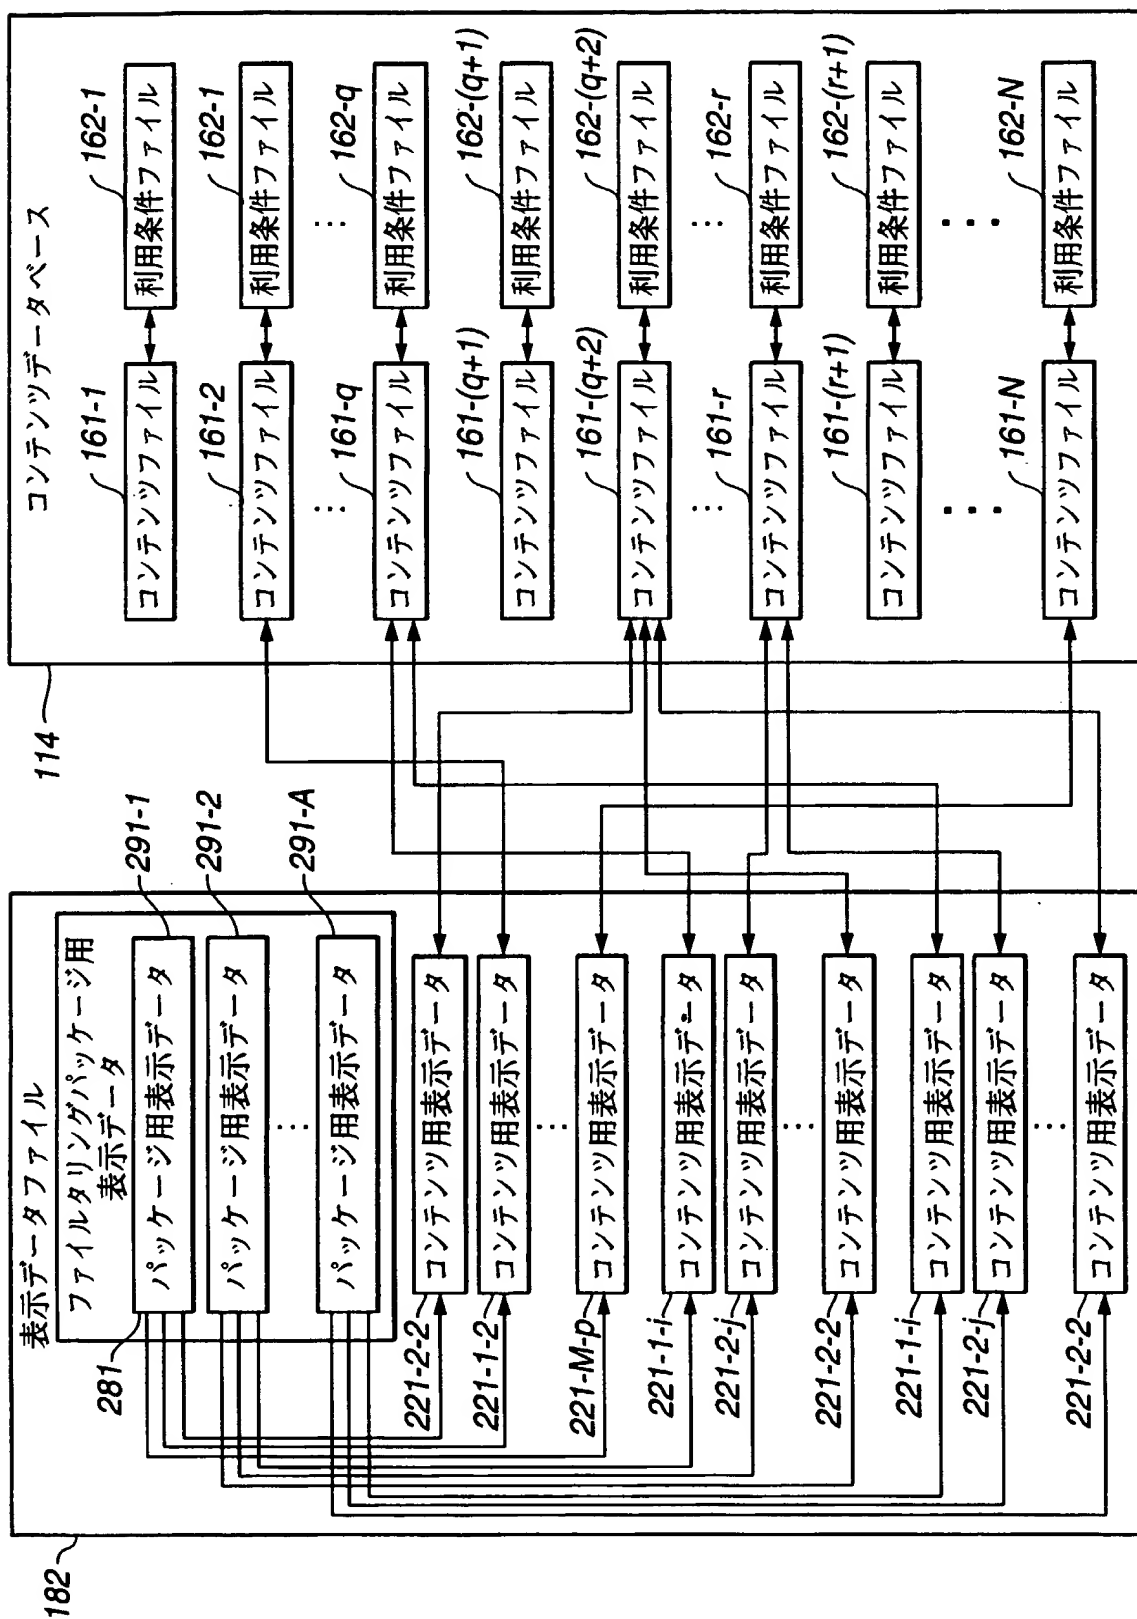 182
表示データファイル
281
ファイルタリングパッケージ用
表示データ
パッケージ用表示データ
291-1
パッケージ用表示データ
291-2
⋮
パッケージ用表示データ
291-A
221-2-2
コンテンツ用表示データ
221-1-2
コンテンツ用表示データ
⋮
221-M-p
コンテンツ用表示データ
221-1-i
コンテンツ用表示データ
221-2-j
コンテンツ用表示データ
⋮
221-2-2
コンテンツ用表示データ
221-1-i
コンテンツ用表示データ
221-2-j
コンテンツ用表示データ
⋮
221-2-2
コンテンツ用表示データ
114
コンテンツデータベース
161-1
コンテンツファイル
162-1
利用条件ファイル
161-2
コンテンツファイル
162-1
利用条件ファイル
⋮
⋮
161-q
コンテンツファイル
162-q
利用条件ファイル
161-(q+1)
コンテンツファイル
162-(q+1)
利用条件ファイル
161-(q+2)
コンテンツファイル
162-(q+2)
利用条件ファイル
⋮
⋮
161-r
コンテンツファイル
162-r
利用条件ファイル
161-(r+1)
コンテンツファイル
162-(r+1)
利用条件ファイル
⋮
⋮
161-N
コンテンツファイル
162-N
利用条件ファイル